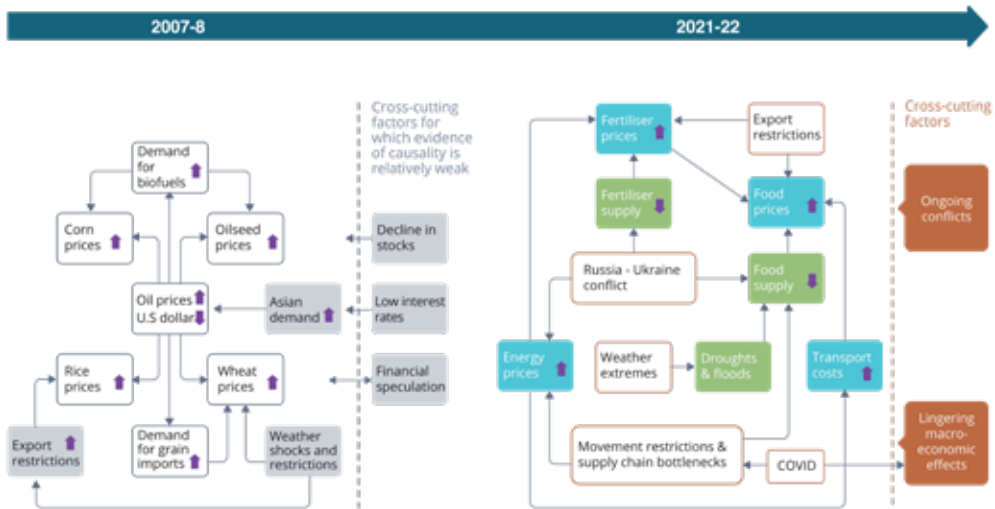 2007-8
2021-22
Cross-cutting
factors for
which evidence
of causality is
relatively weak
Demand
for
biofuels
Corn
prices
Oilseed
prices
Decline in
stocks
Oil prices
U.S dollar
Asian
demand
Low interest
rates
Rice
prices
Wheat
prices
Financial
speculation
Export
restrictions
Demand
for grain
imports
Weather
shocks and
restrictions
Cross-cutting
factors
Fertiliser
prices
Export
restrictions
Fertiliser
supply
Food
prices
Ongoing
conflicts
Russia - Ukraine
conflict
Food
supply
Energy
prices
Weather
extremes
Droughts
& floods
Transport
costs
Movement restrictions &
supply chain bottlenecks
COVID
Lingering
macro-
economic
effects